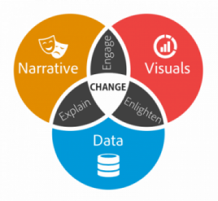 Narrative
Engage
Visuals
CHANGE
Explain
Enlighten
Data